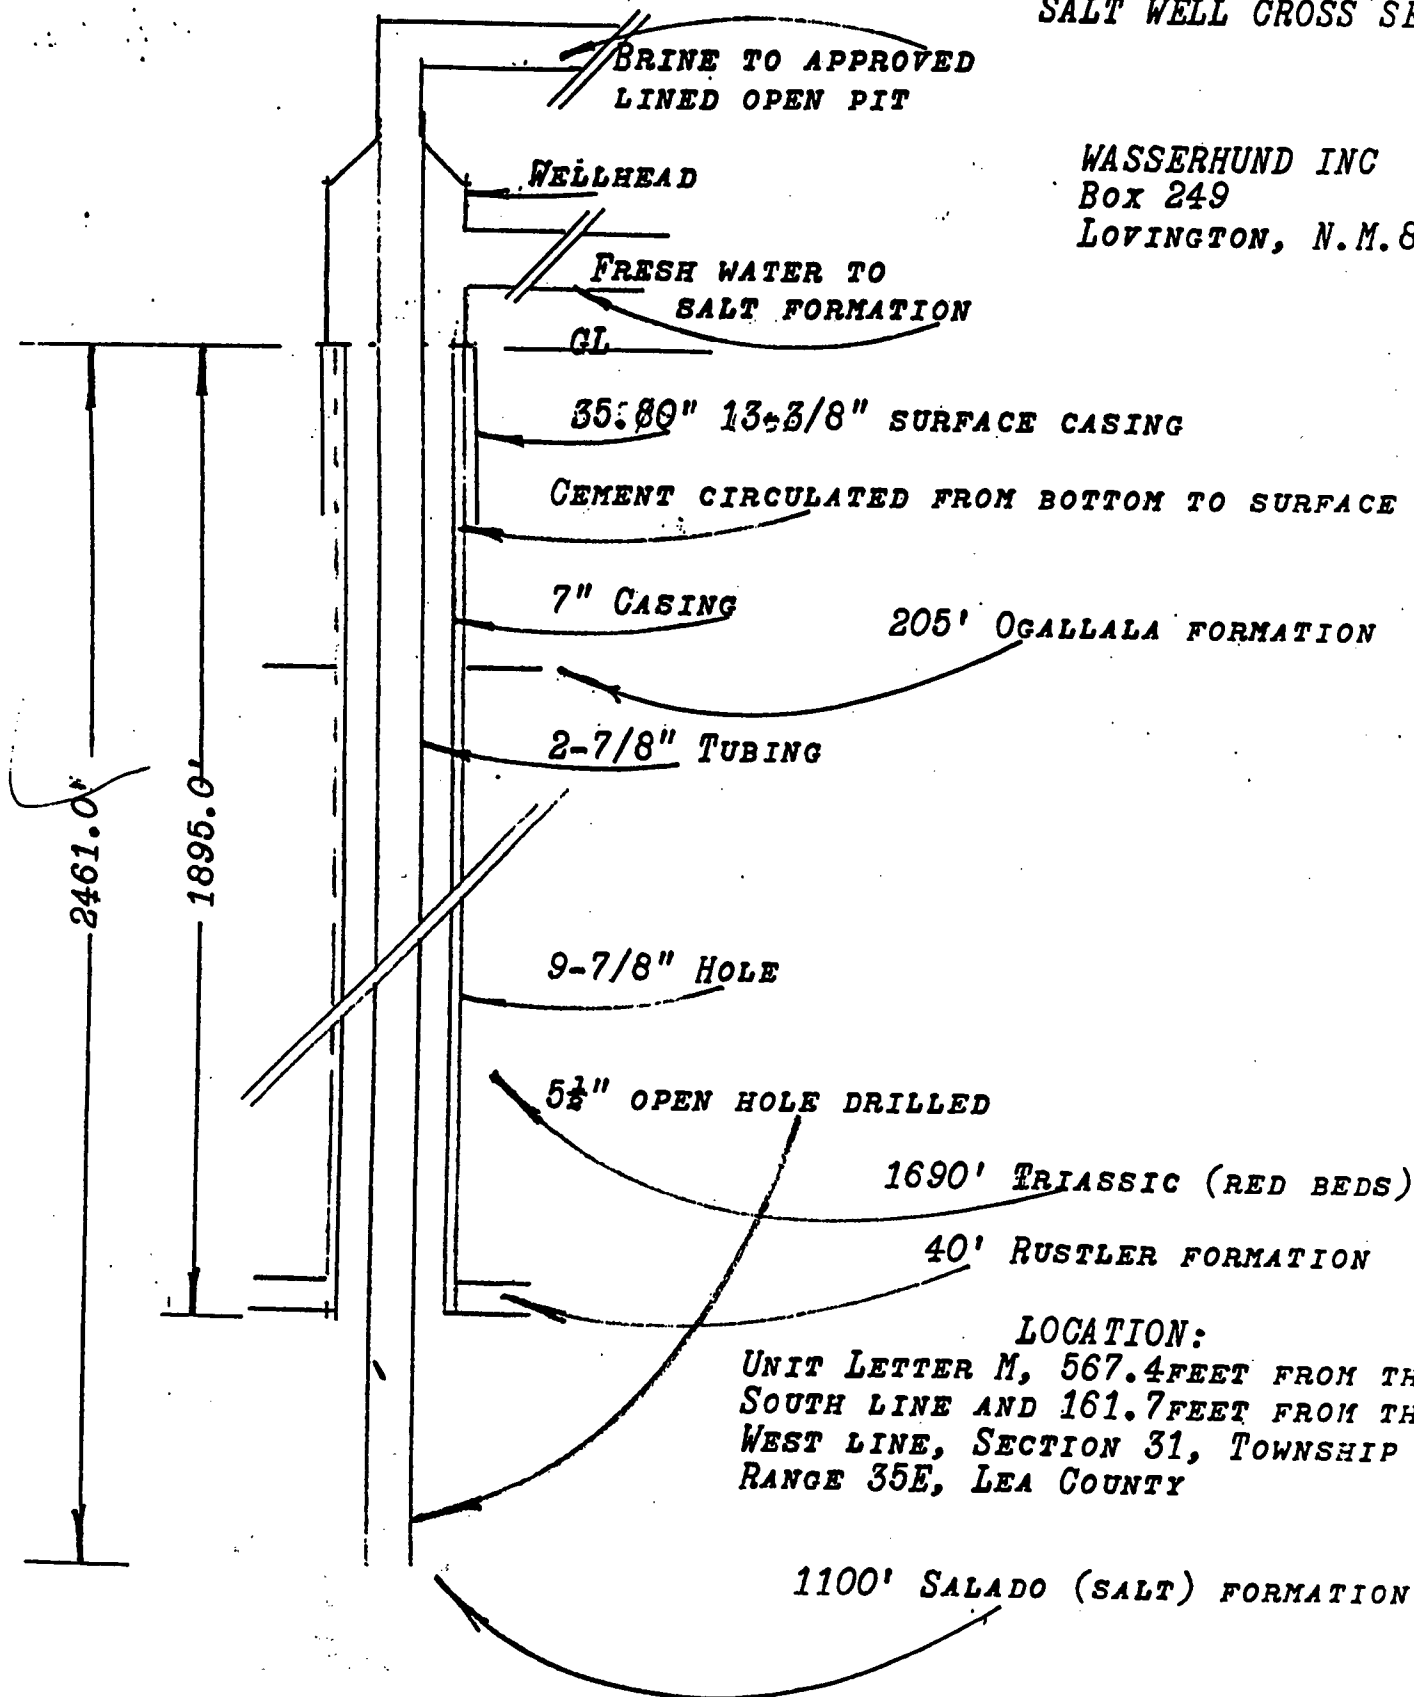 SALT WELL CROSS SE
BRINE TO APPROVED
LINED OPEN PIT
WASSERHUND INC
BOX 249
LOVINGTON, N.M.8
WELLHEAD
FRESH WATER TO
SALT FORMATION
GL
35.80" 13-3/8" SURFACE CASING
CEMENT CIRCULATED FROM BOTTOM TO SURFACE
7" CASING
205' OGALLALA FORMATION
2-7/8" TUBING
2461.0'
1895.0'
9-7/8" HOLE
5½" OPEN HOLE DRILLED
1690' TRIASSIC (RED BEDS)
40' RUSTLER FORMATION
LOCATION:
UNIT LETTER M, 567.4FEET FROM TH
SOUTH LINE AND 161.7FEET FROM TH
WEST LINE, SECTION 31, TOWNSHIP
RANGE 35E, LEA COUNTY
1100' SALADO (SALT) FORMATION